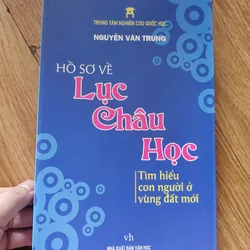 TRUNG TÂM NGHIÊN CỨU QUỐC HỌC
NGUYỄN VĂN TRUNG
HỒ SƠ VỀ
Lục
Châu
Học
Tìm hiểu
con người ở
vùng đất mới
vh
NHÀ XUẤT BẢN VĂN HỌC